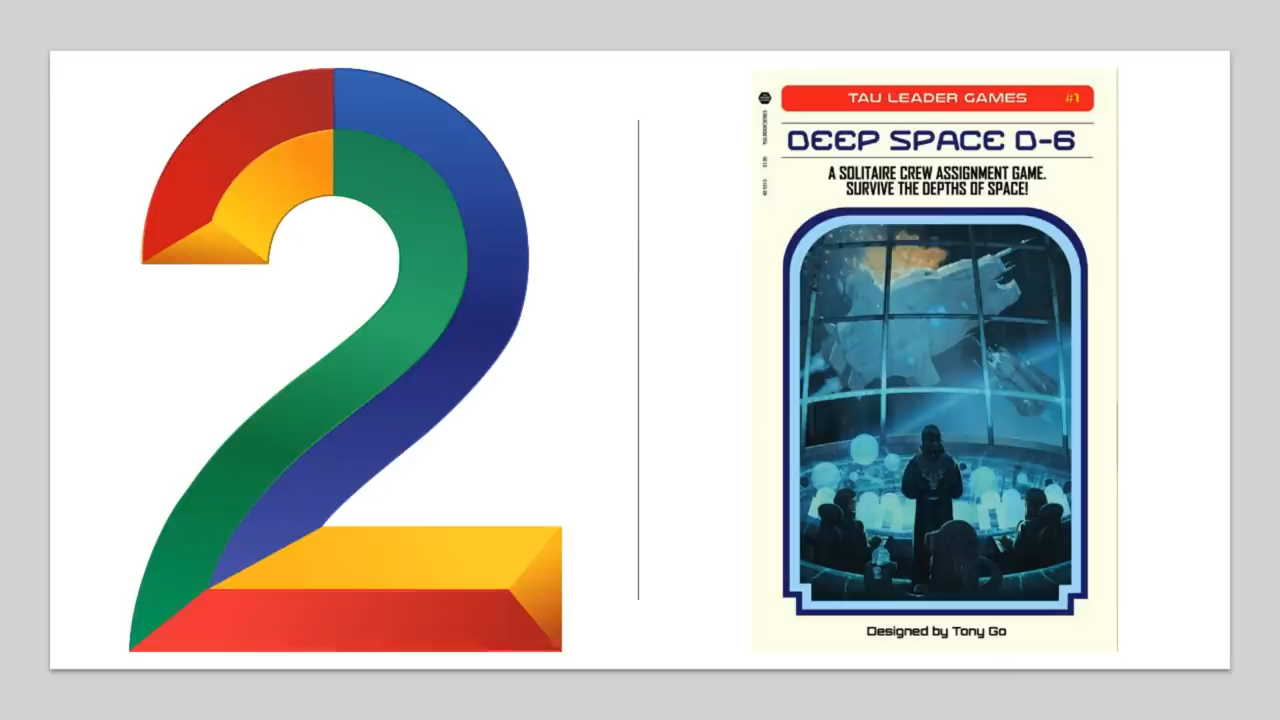 2
TAU LEADER GAMES #1
DEEP SPACE D-6
A SOLITAIRE CREW ASSIGNMENT GAME.
SURVIVE THE DEPTHS OF SPACE!
Designed by Tony Go